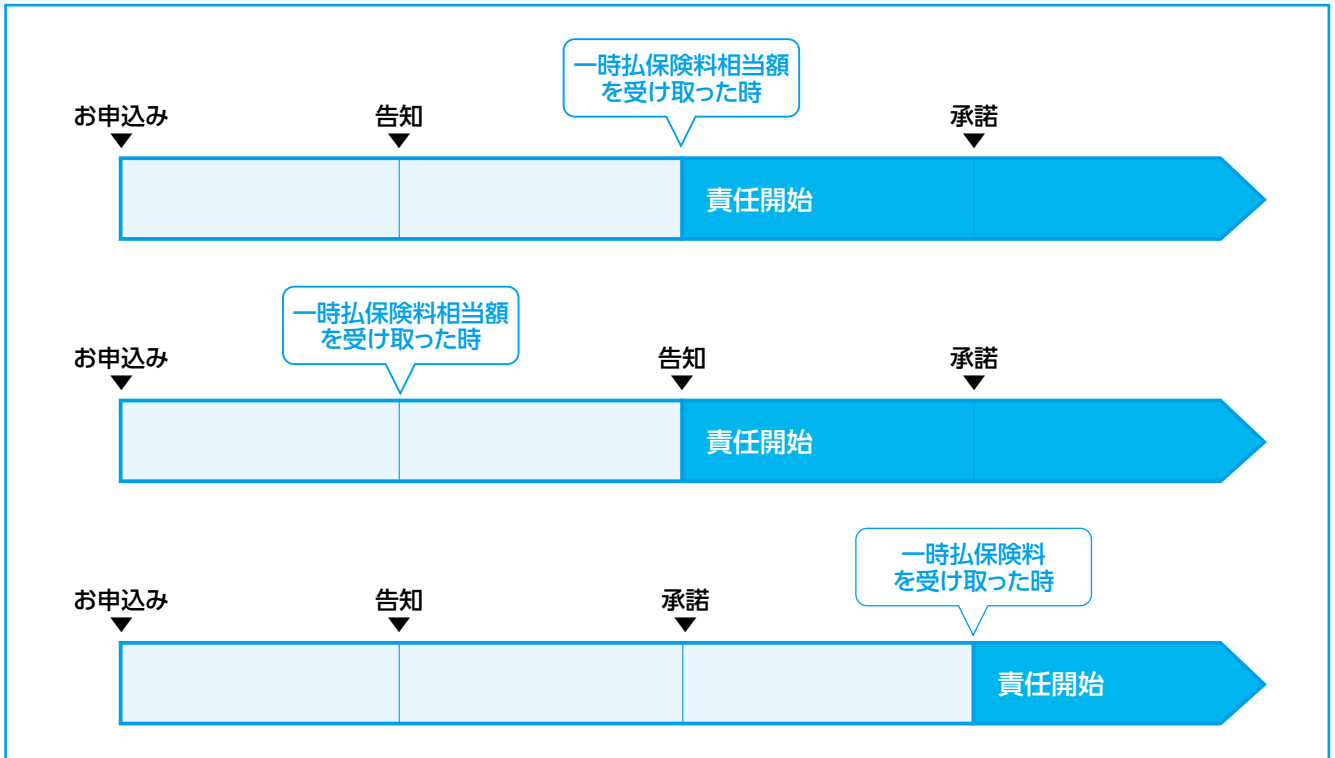 一時払保険料相当額
を受け取った時
お申込み
告知
承諾
責任開始
一時払保険料相当額
を受け取った時
お申込み
告知
承諾
責任開始
一時払保険料
を受け取った時
お申込み
告知
承諾
責任開始